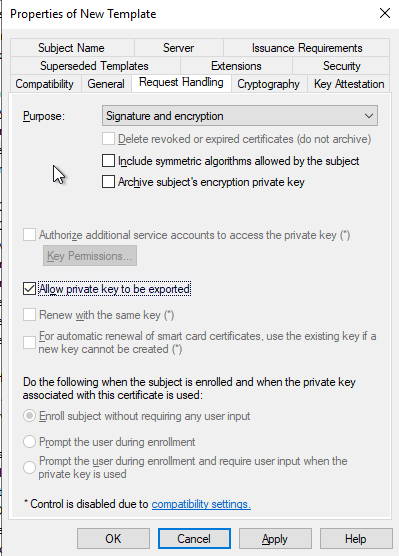 Properties of New Template
Subject Name Server Issuance Requirements
Superseded Templates Extensions Security
Compatibility General Request Handling Cryptography Key Attestation
Purpose: Signature and encryption
Delete revoked or expired certificates (do not archive)
Include symmetric algorithms allowed by the subject
Archive subject's encryption private key
Authorize additional service accounts to access the private key (*)
Key Permissions...
Allow private key to be exported
Renew with the same key (*)
For automatic renewal of smart card certificates, use the existing key if a
new key cannot be created (*)
Do the following when the subject is enrolled and when the private key
associated with this certificate is used:
Enroll subject without requiring any user input
Prompt the user during enrollment
Prompt the user during enrollment and require user input when the
private key is used
* Control is disabled due to compatibility settings.
OK Cancel Apply Help